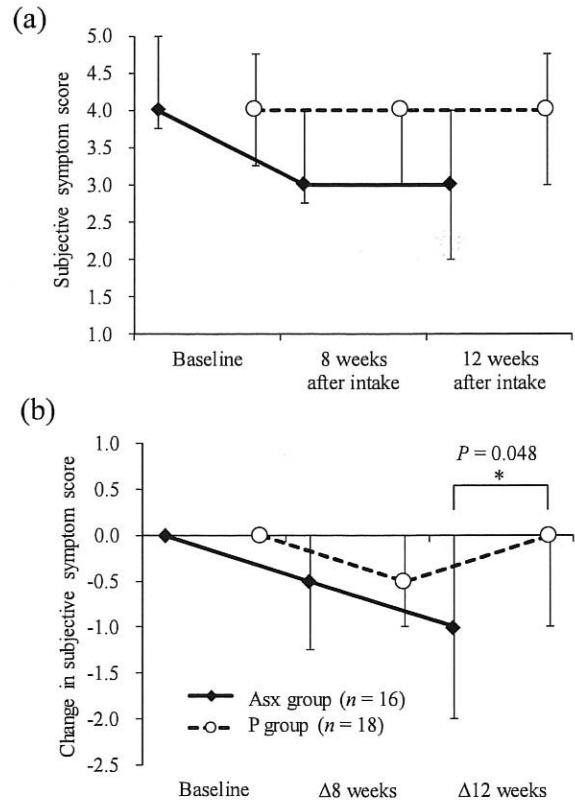 (a)
5.0
4.5
4.0
3.5
3.0
2.5
2.0
1.5
1.0
Subjective symptom score
Baseline
8 weeks
after intake
12 weeks
after intake
(b)
1.0
0.5
0.0
-0.5
-1.0
-1.5
-2.0
-2.5
Change in subjective symptom score
P = 0.048
*
Asx group (n = 16)
P group (n = 18)
Baseline
Δ8 weeks
Δ12 weeks